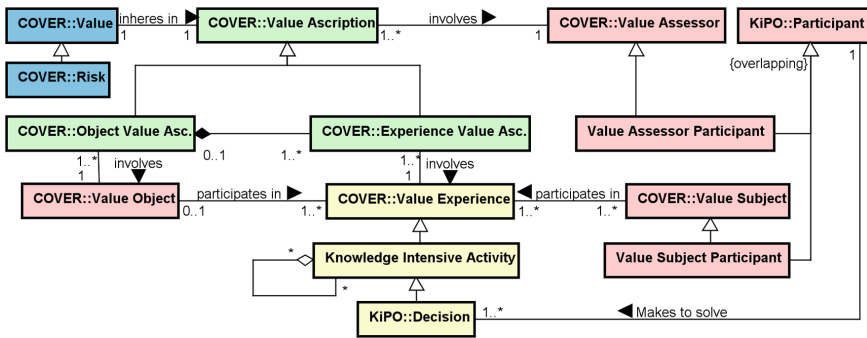 COVER::Value
inheres in
1
1
COVER::Value Ascription
involves
1..*
1
COVER::Value Assessor
KiPO::Participant
1
{overlapping}
COVER::Risk
COVER::Object Value Asc.
0..1
1..*
COVER::Experience Value Asc.
Value Assessor Participant
1..*
involves
1
1..*
involves
1
COVER::Value Object
participates in
0..1
1..*
COVER::Value Experience
participates in
1..*
1..*
COVER::Value Subject
*
*
Knowledge Intensive Activity
Value Subject Participant
KiPO::Decision
1..*
Makes to solve